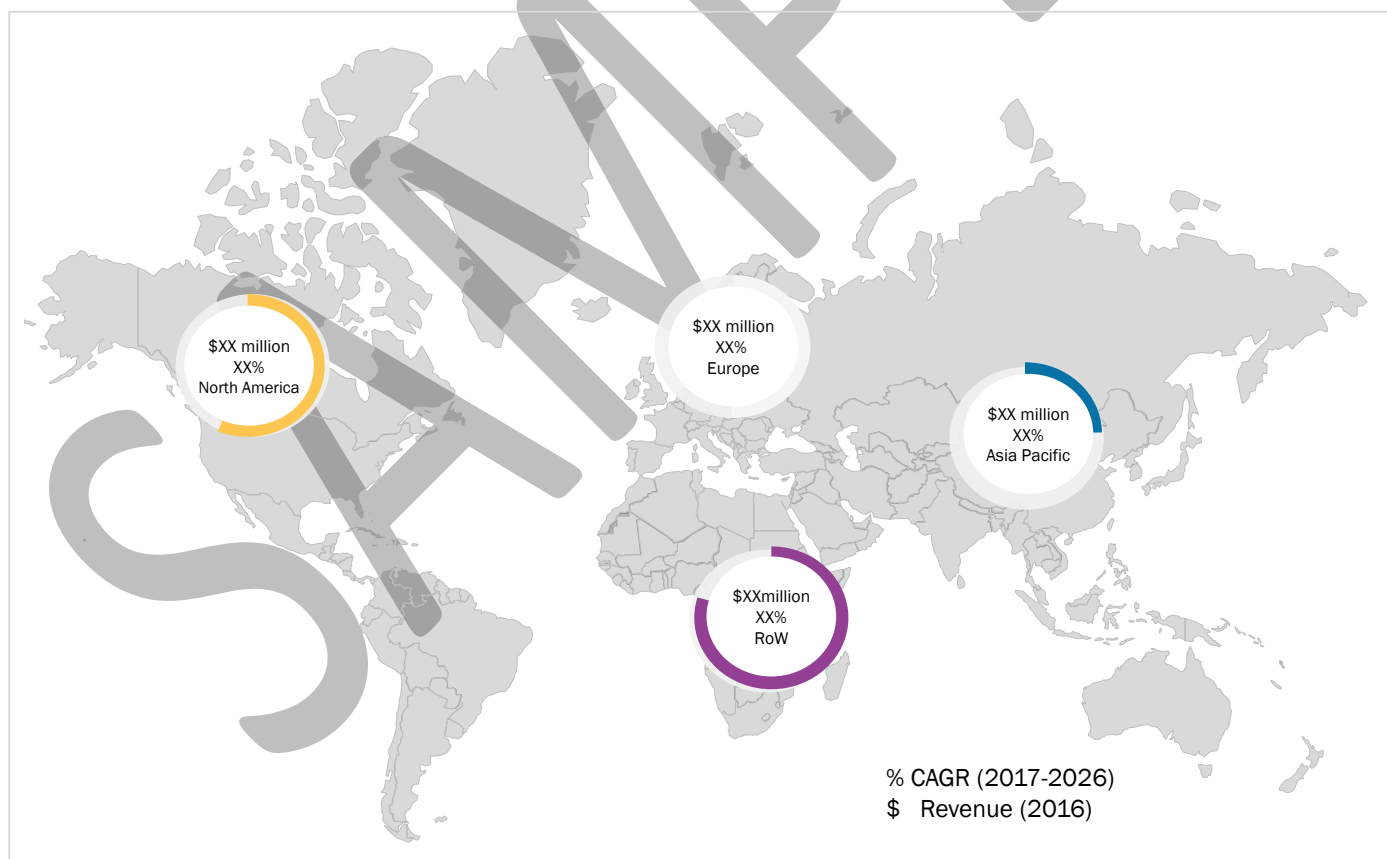 SAMPLE
$XX million
XX%
North America
$XX million
XX%
Europe
$XX million
XX%
Asia Pacific
$XXmillion
XX%
RoW
% CAGR (2017-2026)
$ Revenue (2016)